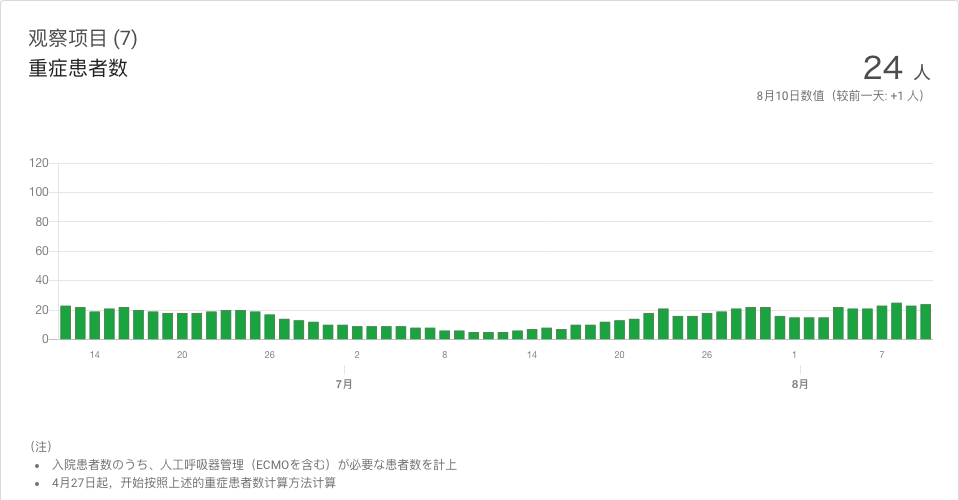 观察项目 (7)
重症患者数
24 人
8月10日数值（较前一天: +1 人）
120
100
80
60
40
20
0
14 20 26 2 8 14 20 26 1 7
7月 8月
（注）
• 入院患者数のうち、人工呼吸器管理（ECMOを含む）が必要な患者数を計上
• 4月27日起，开始按照上述的重症患者数计算方法计算